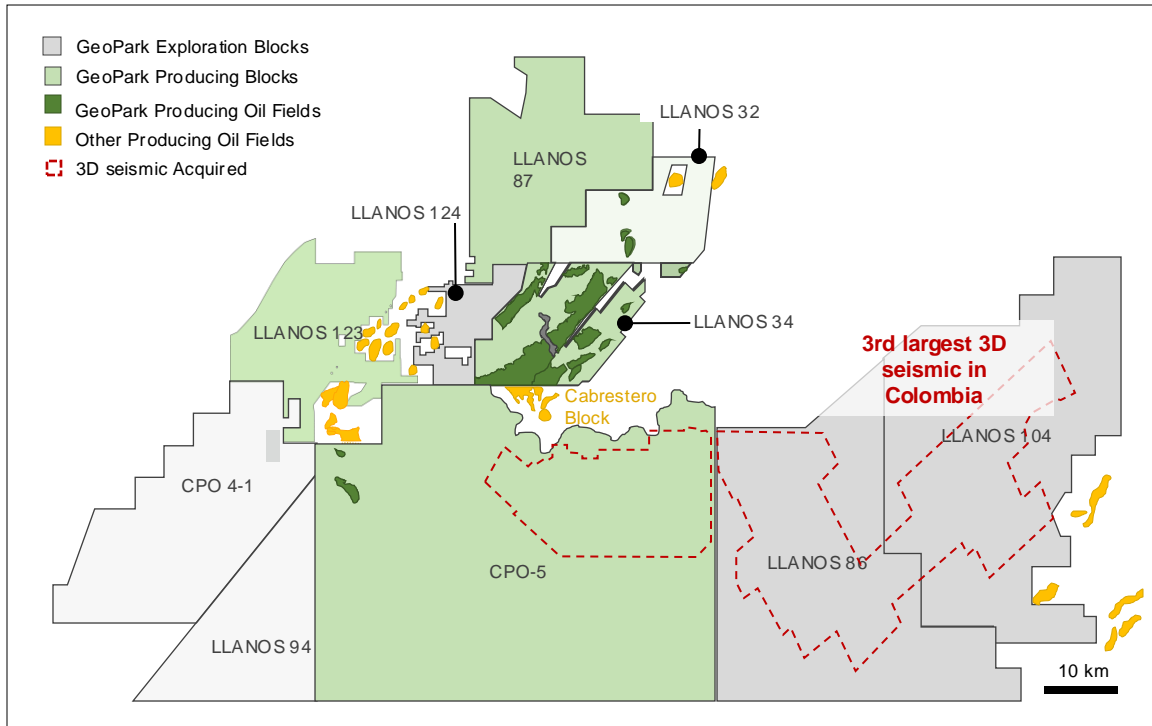 GeoPark Exploration Blocks
GeoPark Producing Blocks
GeoPark Producing Oil Fields
Other Producing Oil Fields
3D seismic Acquired
LLANOS 32
LLANOS
87
LLANOS 124
LLANOS 123
LLANOS 34
3rd largest 3D
seismic in
Colombia
Cabrestero
Block
LLANOS 104
CPO 4-1
CPO-5
LLANOS 86
LLANOS 94
10 km